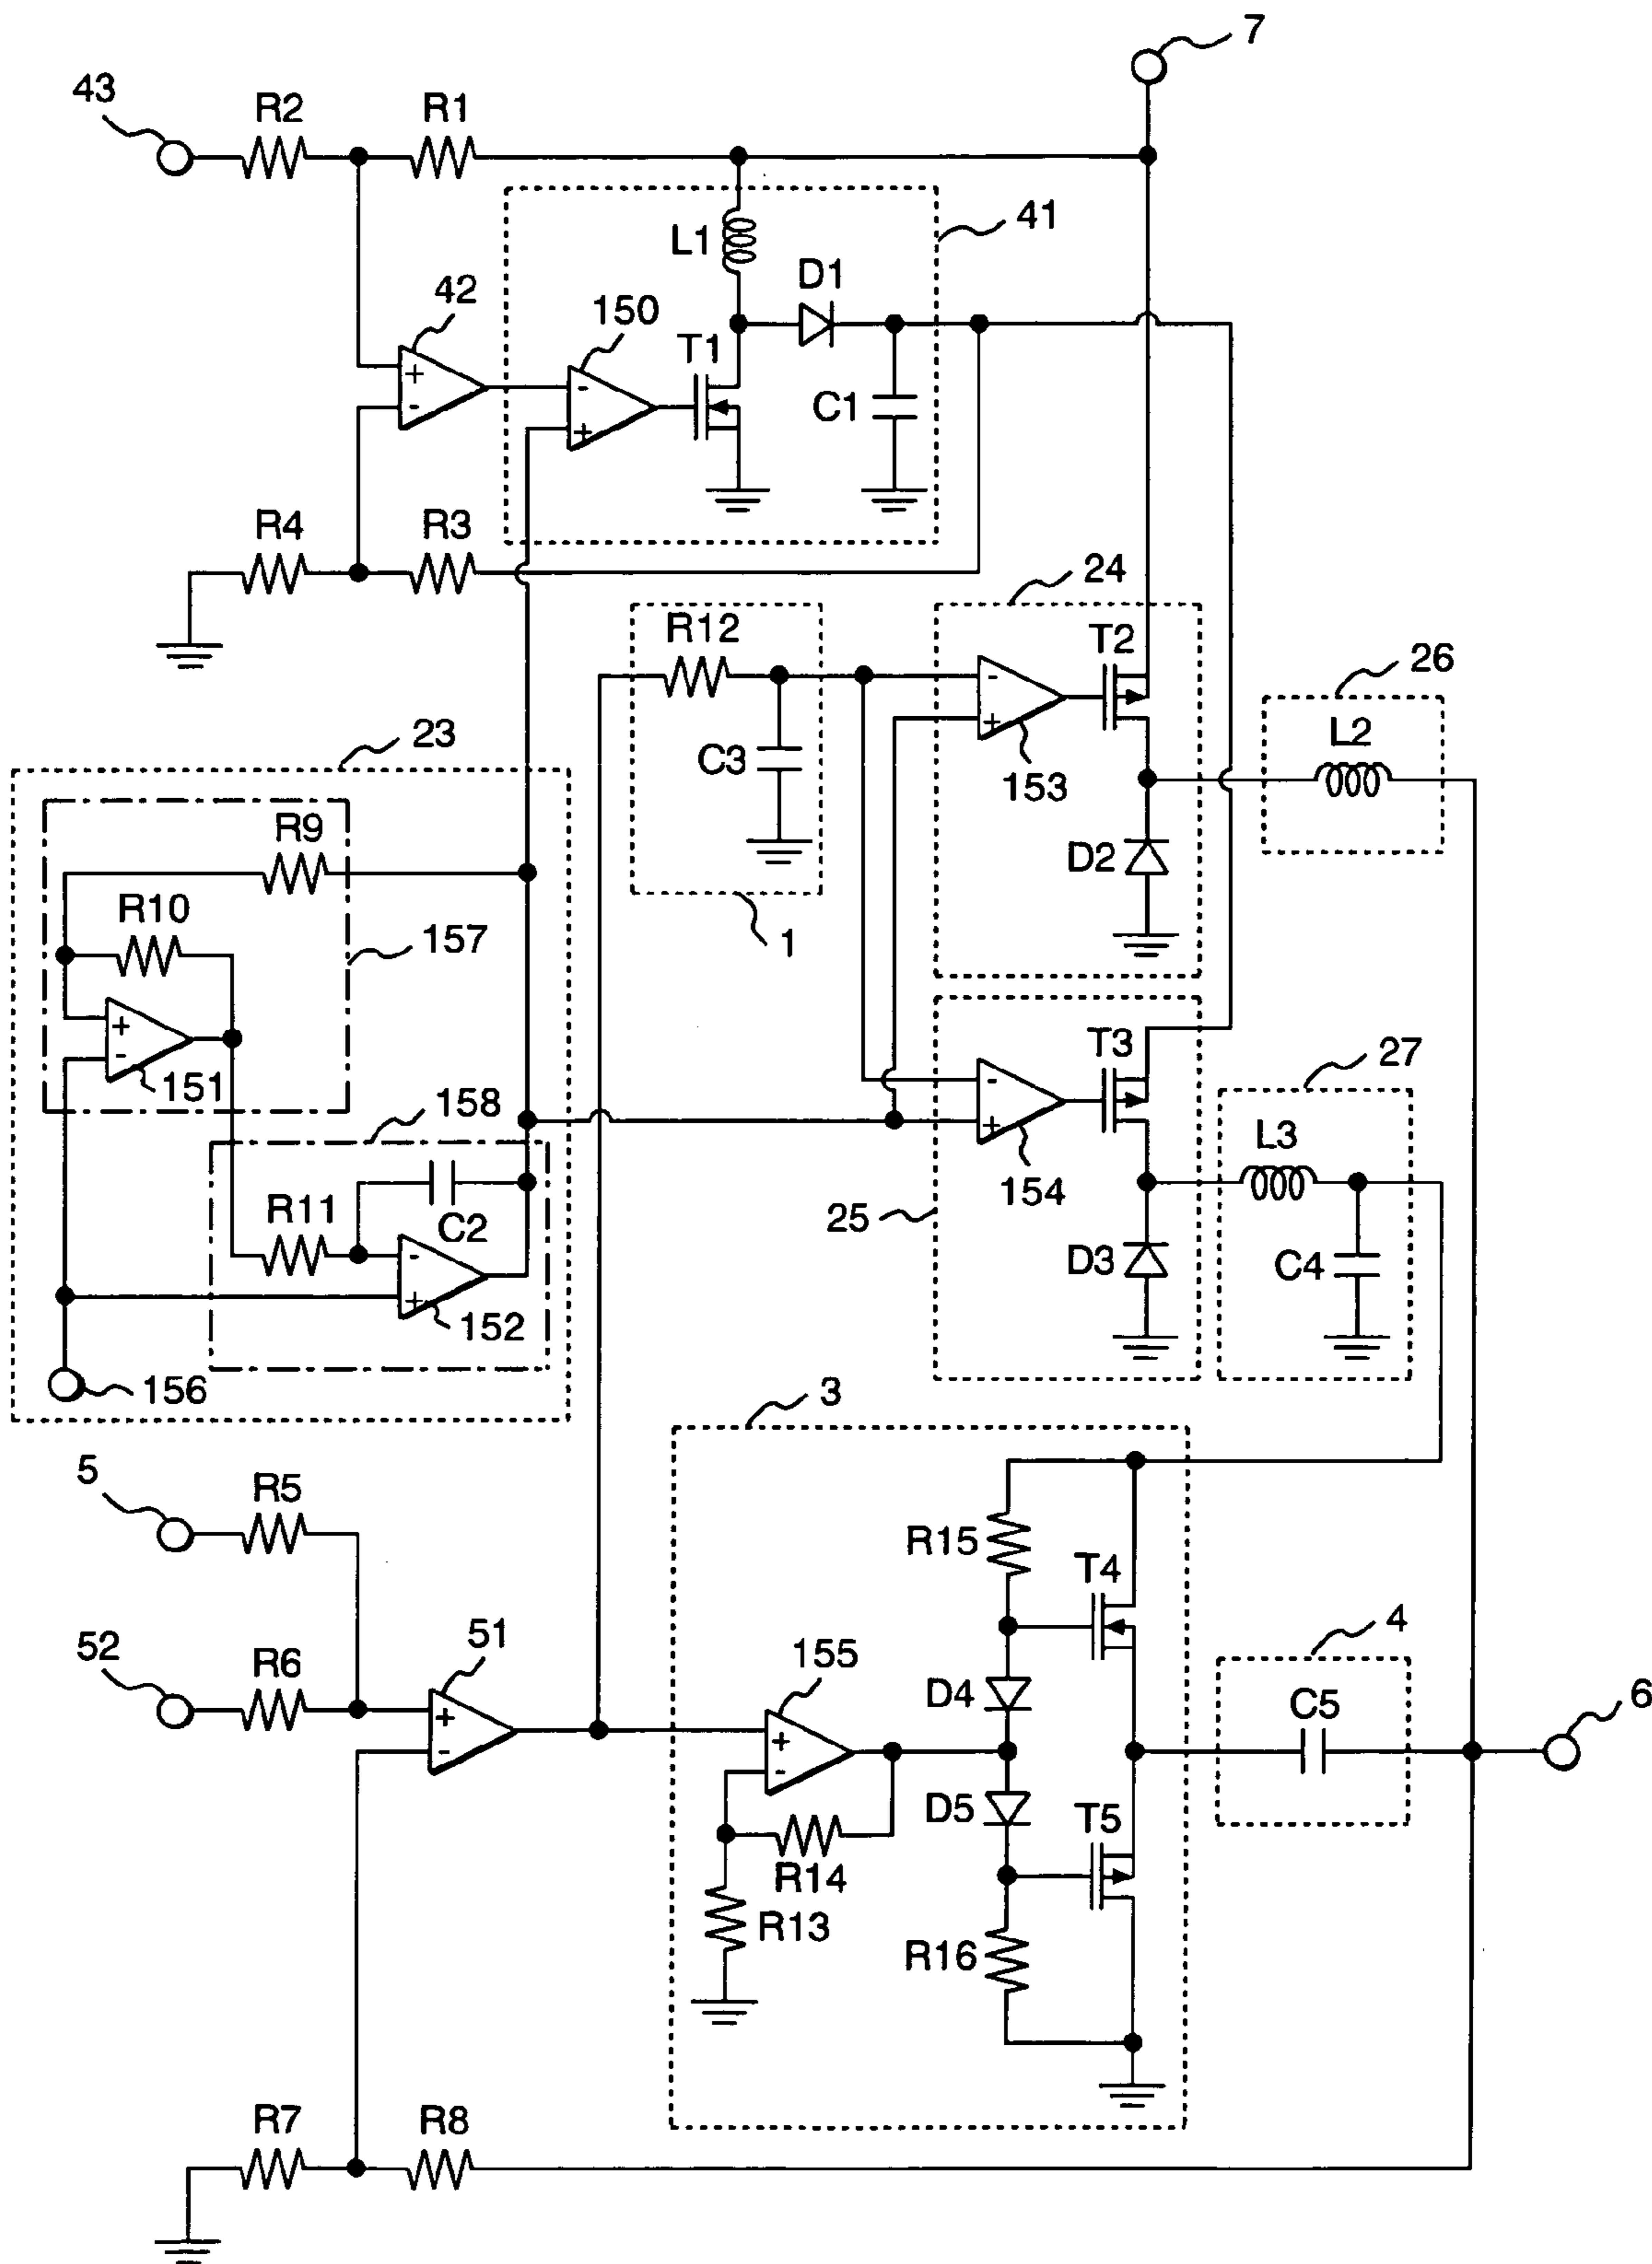 7
43
R2
R1
41
L1
D1
42
150
T1
+
-
-
+
C1
R4
R3
24
R12
T2
26
-
+
L2
23
C3
153
R9
D2
R10
157
1
+
-
T3
27
151
-
+
158
L3
154
R11
C2
25
-
D3
C4
+
152
156
3
5
R5
R15
T4
52
R6
51
155
4
6
+
-
D4
C5
+
-
D5
T5
R14
R13
R16
R7
R8